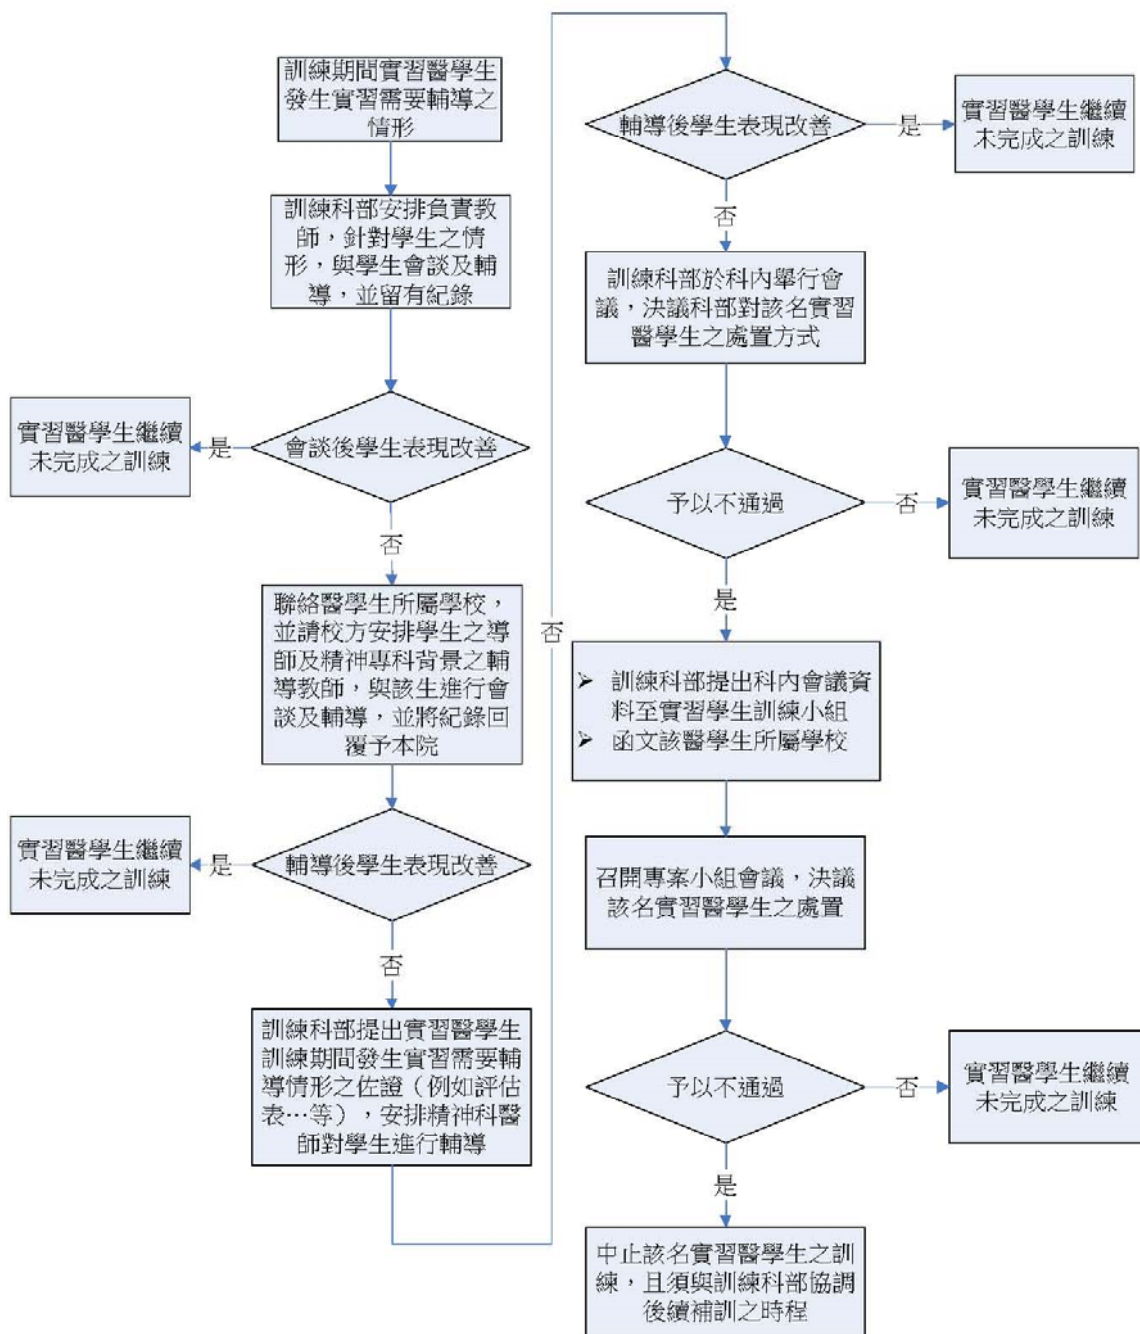 訓練期間實習醫學生
發生實習需要輔導之
情形
訓練科部安排負責教
師，針對學生之情
形，與學生會談及輔
導，並留有紀錄
會談後學生表現改善
是
實習醫學生繼續
未完成之訓練
否
聯絡醫學生所屬學校，
並請校方安排學生之導
師及精神專科背景之輔
導教師，與該生進行會
談及輔導，並將紀錄回
覆予本院
輔導後學生表現改善
是
實習醫學生繼續
未完成之訓練
否
訓練科部提出實習醫學生
訓練期間發生實習需要輔
導情形之佐證（例如評估
表…等），安排精神科醫
師對學生進行輔導
否
輔導後學生表現改善
是
實習醫學生繼續
未完成之訓練
否
訓練科部於科內舉行會
議，決議科部對該名實習
醫學生之處置方式
予以不通過
否
實習醫學生繼續
未完成之訓練
是
➢ 訓練科部提出科內會議資
料至實習學生訓練小組
➢ 函文該醫學生所屬學校
召開專案小組會議，決議
該名實習醫學生之處置
予以不通過
否
實習醫學生繼續
未完成之訓練
是
中止該名實習醫學生之訓
練，且須與訓練科部協調
後續補訓之時程